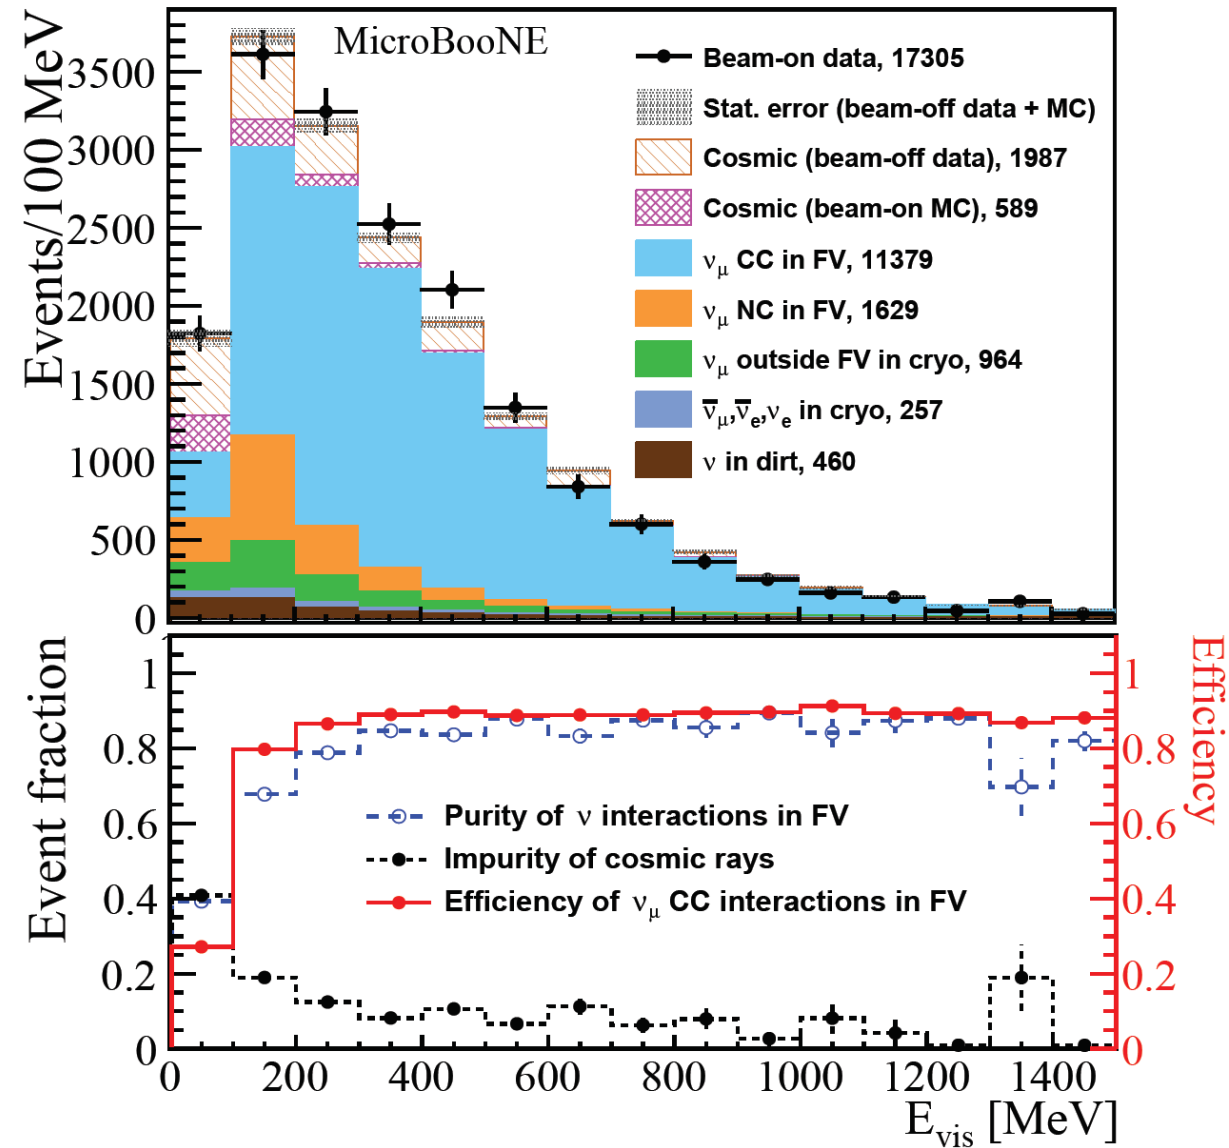 MicroBooNE
Events/100 MeV
3500
3000
2500
2000
1500
1000
500
0
Beam-on data, 17305
Stat. error (beam-off data + MC)
Cosmic (beam-off data), 1987
Cosmic (beam-on MC), 589
νμ CC in FV, 11379
νμ NC in FV, 1629
νμ outside FV in cryo, 964
ν̅μ,ν̅e,νe in cryo, 257
ν in dirt, 460
Event fraction
1
0.8
0.6
0.4
0.2
0
Purity of ν interactions in FV
Impurity of cosmic rays
Efficiency of νμ CC interactions in FV
Efficiency
1
0.8
0.6
0.4
0.2
0
0 200 400 600 800 1000 1200 1400
Evis [MeV]